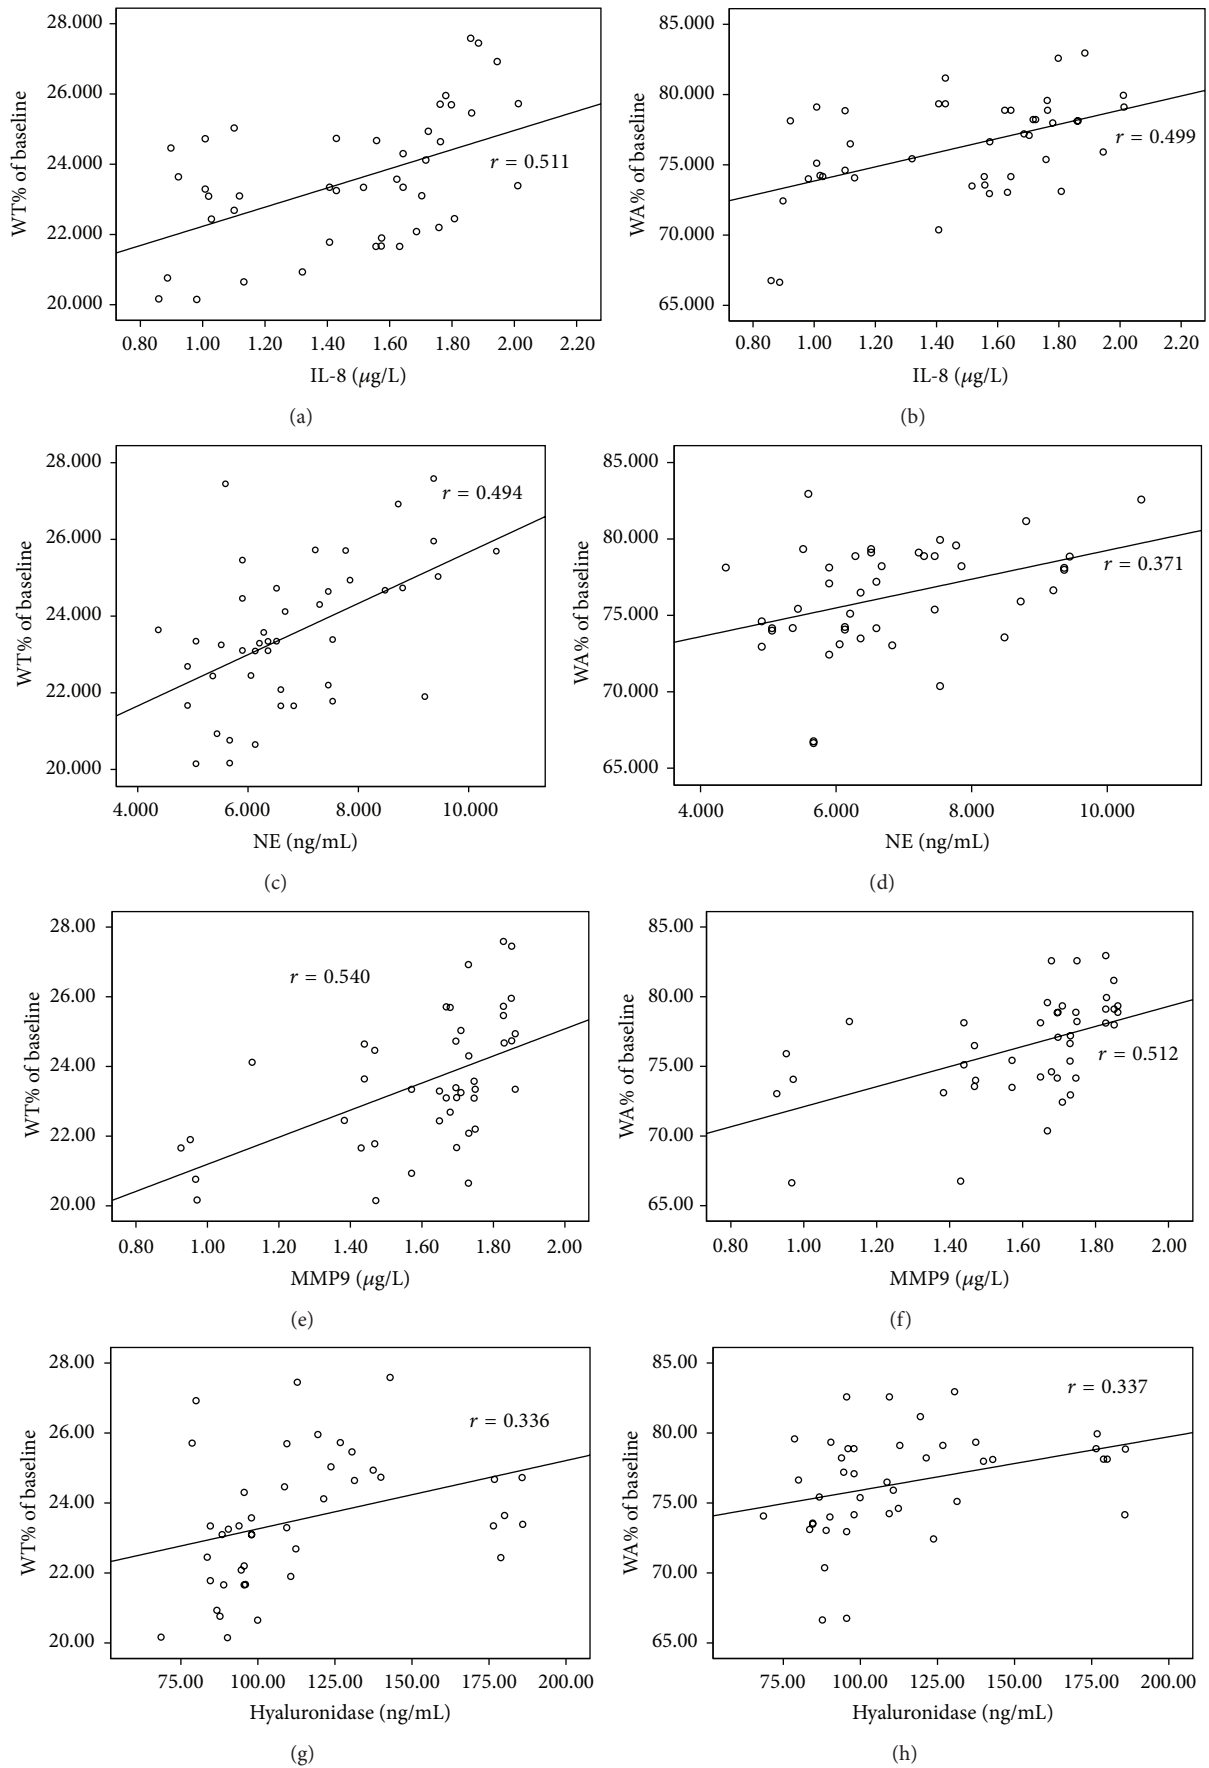 28.000
26.000
24.000
22.000
20.000
WT% of baseline
r = 0.511
0.80 1.00 1.20 1.40 1.60 1.80 2.00 2.20
IL-8 (μg/L)
(a)
85.000
80.000
75.000
70.000
65.000
WA% of baseline
r = 0.499
0.80 1.00 1.20 1.40 1.60 1.80 2.00 2.20
IL-8 (μg/L)
(b)
28.000
26.000
24.000
22.000
20.000
WT% of baseline
r = 0.494
4.000 6.000 8.000 10.000
NE (ng/mL)
(c)
85.000
80.000
75.000
70.000
65.000
WA% of baseline
r = 0.371
4.000 6.000 8.000 10.000
NE (ng/mL)
(d)
28.00
26.00
24.00
22.00
20.00
WT% of baseline
r = 0.540
0.80 1.00 1.20 1.40 1.60 1.80 2.00
MMP9 (μg/L)
(e)
85.00
80.00
75.00
70.00
65.00
WA% of baseline
r = 0.512
0.80 1.00 1.20 1.40 1.60 1.80 2.00
MMP9 (μg/L)
(f)
28.00
26.00
24.00
22.00
20.00
WT% of baseline
r = 0.336
75.00 100.00 125.00 150.00 175.00 200.00
Hyaluronidase (ng/mL)
(g)
85.00
80.00
75.00
70.00
65.00
WA% of baseline
r = 0.337
75.00 100.00 125.00 150.00 175.00 200.00
Hyaluronidase (ng/mL)
(h)